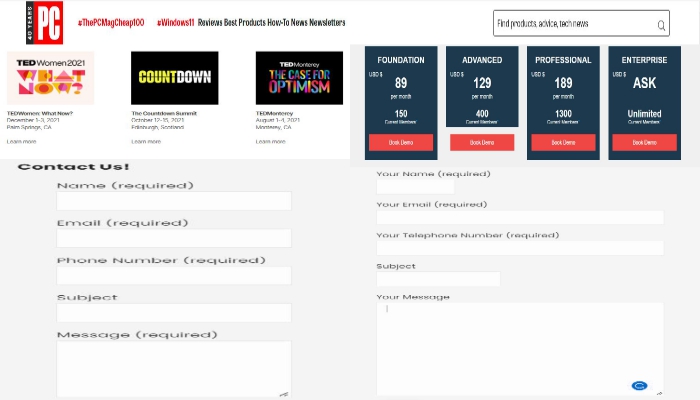 40 YEARS
PC
#ThePCMagCheap100 #Windows11 Reviews Best Products How-To News Newsletters
Find products, advice, tech news
TEDWomen2021
WHAT NOW?
TEDWomen: What Now?
December 1-3, 2021
Palm Springs, CA
Learn more
COUNTDOWN
The Countdown Summit
October 12-15, 2021
Edinburgh, Scotland
Learn more
TEDMonterey
THE CASE FOR
OPTIMISM
TEDMonterey
August 1-4, 2021
Monterey, CA
Learn more
FOUNDATION
USD $
89
per month
150
Current Members*
Book Demo
ADVANCED
USD $
129
per month
400
Current Members*
Book Demo
PROFESSIONAL
USD $
189
per month
1300
Current Members*
Book Demo
ENTERPRISE
USD $
ASK
Unlimited
Current Members*
Book Demo
Contact Us!
Name (required)
Email (required)
Phone Number (required)
Subject
Message (required)
Your Name (required)
Your Email (required)
Your Telephone Number (required)
Subject
Your Message